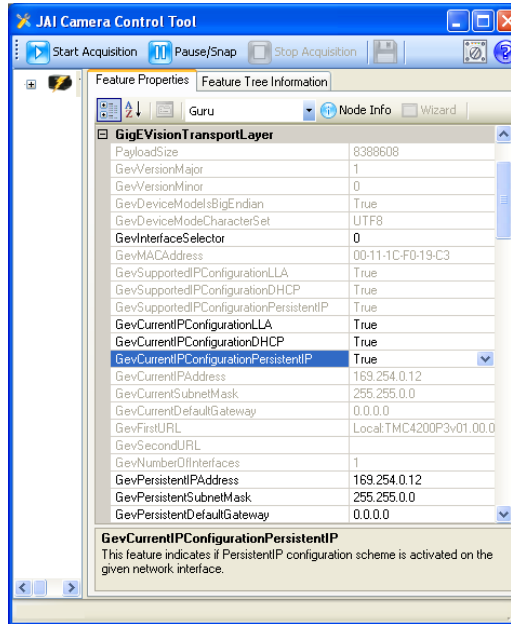 JAI Camera Control Tool
Start Acquisition Pause/Snap Stop Acquisition
Feature Properties Feature Tree Information
Guru Node Info Wizard
GigEVisionTransportLayer
PayloadSize 8388608
GevVersionMajor 1
GevVersionMinor 0
GevDeviceModeIsBigEndian True
GevDeviceModeCharacterSet UTF8
GevInterfaceSelector 0
GevMACAddress 00-11-1C-F0-19-C3
GevSupportedIPConfigurationLLA True
GevSupportedIPConfigurationDHCP True
GevSupportedIPConfigurationPersistentIP True
GevCurrentIPConfigurationLLA True
GevCurrentIPConfigurationDHCP True
GevCurrentIPConfigurationPersistentIP True
GevCurrentIPAddress 169.254.0.12
GevCurrentSubnetMask 255.255.0.0
GevCurrentDefaultGateway 0.0.0.0
GevFirstURL Local:TMC4200P3v01.00.0
GevSecondURL
GevNumberOfInterfaces 1
GevPersistentIPAddress 169.254.0.12
GevPersistentSubnetMask 255.255.0.0
GevPersistentDefaultGateway 0.0.0.0
GevCurrentIPConfigurationPersistentIP
This feature indicates if PersistentIP configuration scheme is activated on the
given network interface.